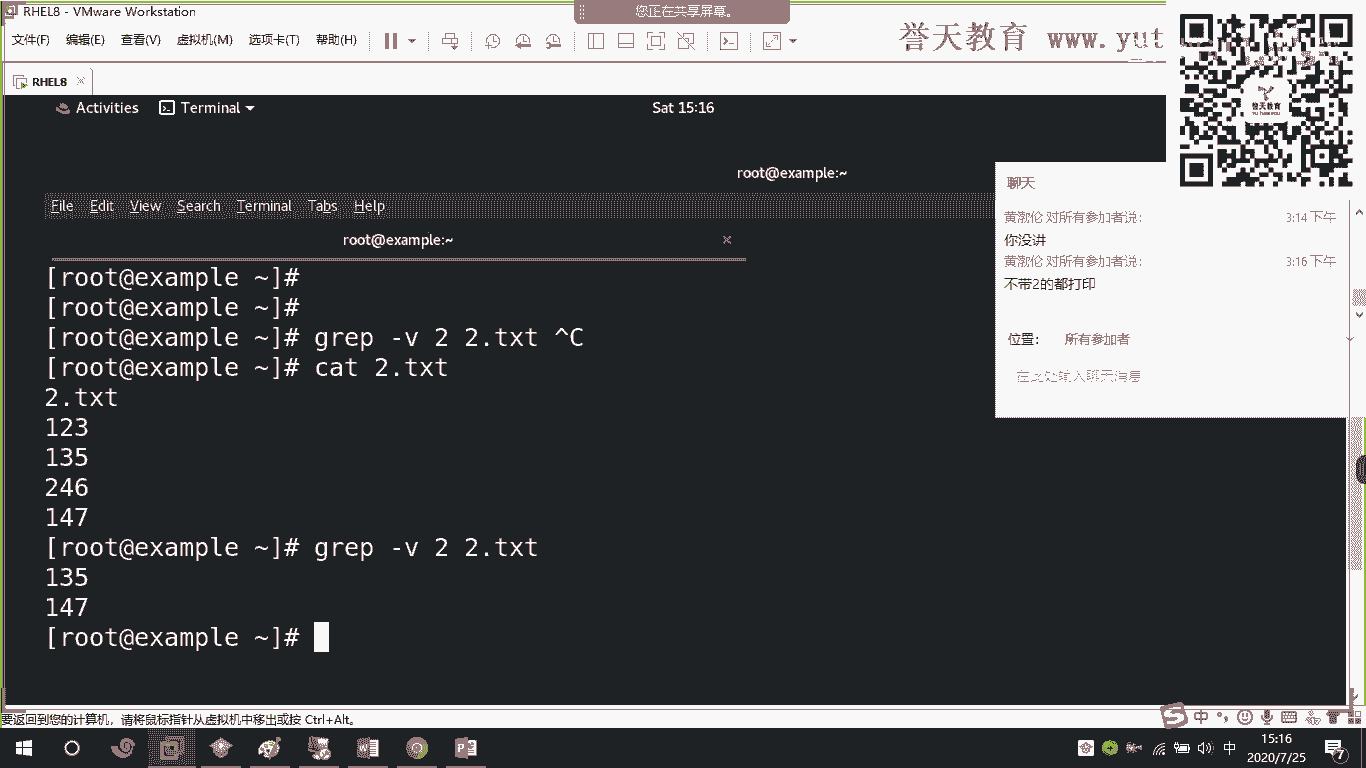 RHEL8 - VMware Workstation
您正在共享屏幕。
文件(F) 编辑(E) 查看(V) 虚拟机(M) 选项卡(T) 帮助(H)
誉天教育 www.yut
RHEL8
誉天教育
Activities Terminal Sat 15:16
root@example:~
File Edit View Search Terminal Tabs Help
root@example:~
[root@example ~]#
[root@example ~]#
[root@example ~]# grep -v 2 2.txt ^C
[root@example ~]# cat 2.txt
2.txt
123
135
246
147
[root@example ~]# grep -v 2 2.txt
135
147
[root@example ~]#
聊天
黄渤伦 对所有参加者说: 3:14 下午
你没讲
黄渤伦 对所有参加者说: 3:16 下午
不带2的都打印
位置: 所有参加者
在此处输入聊天消息
要返回到您的计算机，请将鼠标指针从虚拟机中移出或按 Ctrl+Alt。
中
中
15:16
2020/7/25
7